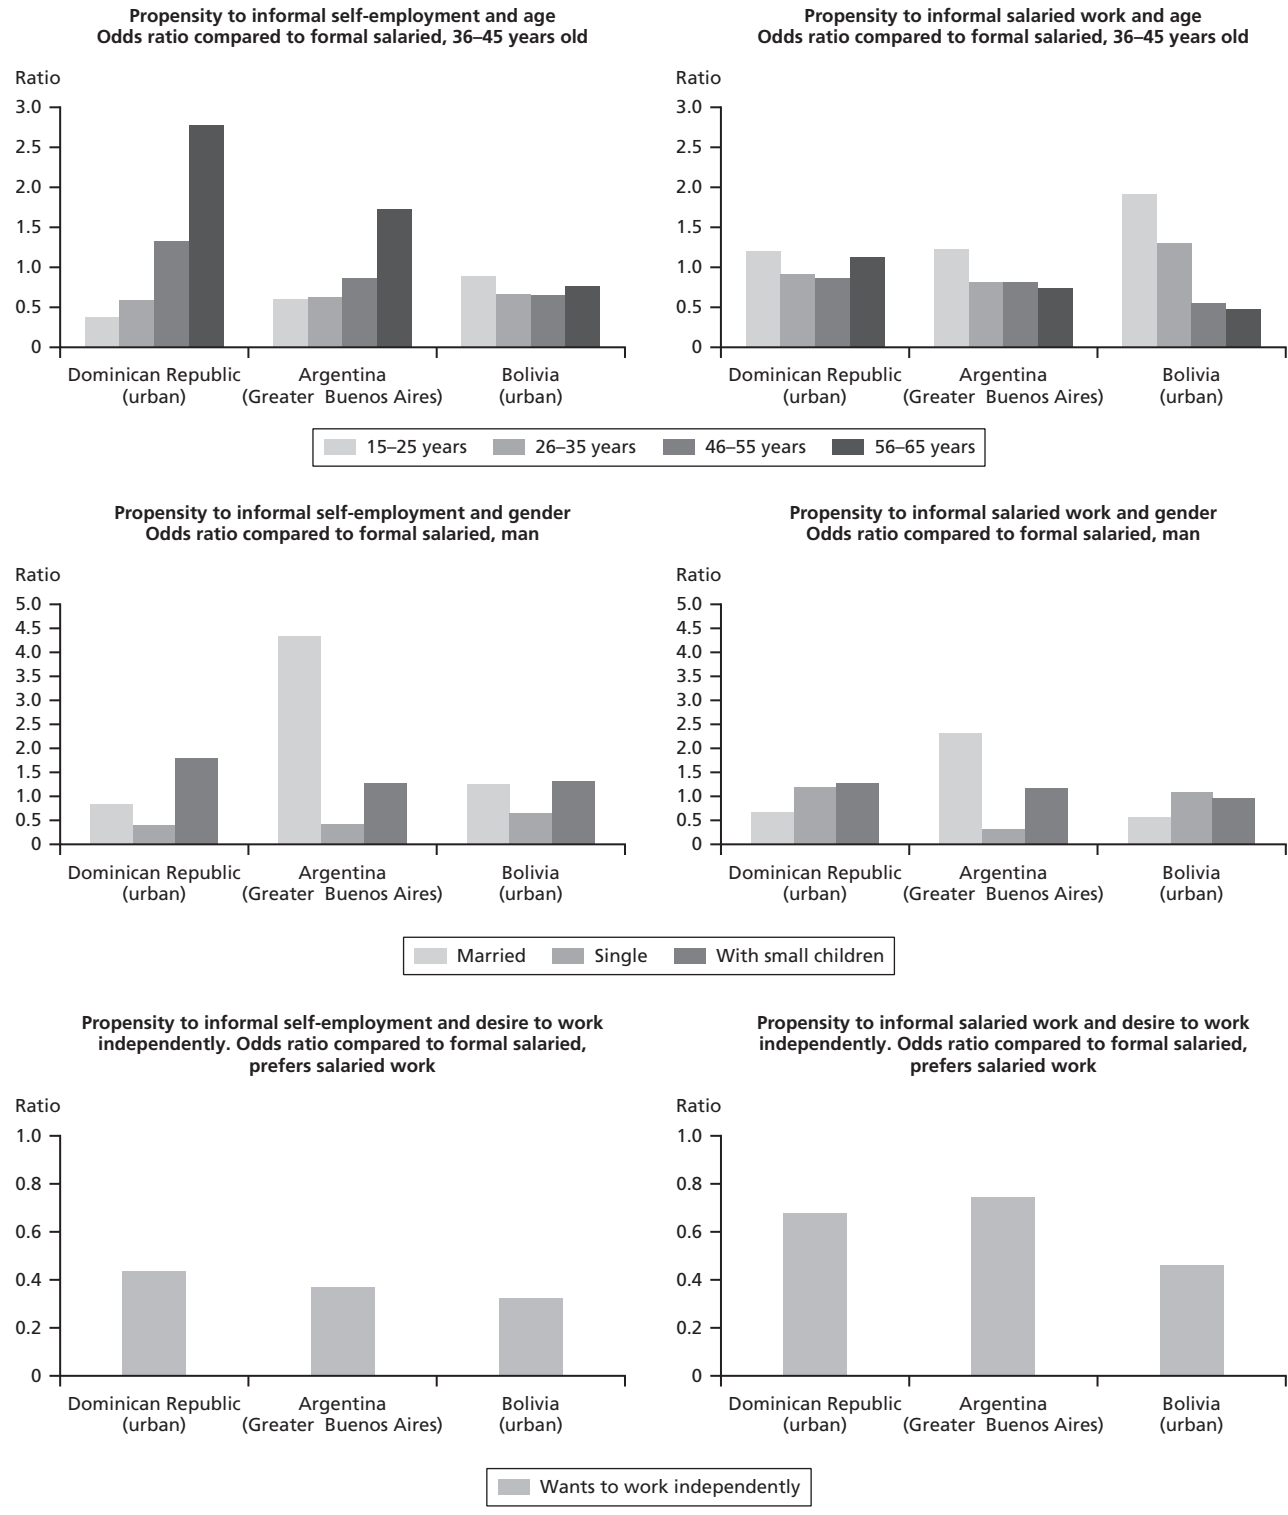 Propensity to informal self-employment and age
Odds ratio compared to formal salaried, 36–45 years old
Ratio
3.0
2.5
2.0
1.5
1.0
0.5
0
Dominican Republic
(urban)
Argentina
(Greater Buenos Aires)
Bolivia
(urban)
Propensity to informal salaried work and age
Odds ratio compared to formal salaried, 36–45 years old
Ratio
3.0
2.5
2.0
1.5
1.0
0.5
0
Dominican Republic
(urban)
Argentina
(Greater Buenos Aires)
Bolivia
(urban)
15–25 years
26–35 years
46–55 years
56–65 years
Propensity to informal self-employment and gender
Odds ratio compared to formal salaried, man
Ratio
5.0
4.5
4.0
3.5
3.0
2.5
2.0
1.5
1.0
0.5
0
Dominican Republic
(urban)
Argentina
(Greater Buenos Aires)
Bolivia
(urban)
Propensity to informal salaried work and gender
Odds ratio compared to formal salaried, man
Ratio
5.0
4.5
4.0
3.5
3.0
2.5
2.0
1.5
1.0
0.5
0
Dominican Republic
(urban)
Argentina
(Greater Buenos Aires)
Bolivia
(urban)
Married
Single
With small children
Propensity to informal self-employment and desire to work
independently. Odds ratio compared to formal salaried,
prefers salaried work
Ratio
1.0
0.8
0.6
0.4
0.2
0
Dominican Republic
(urban)
Argentina
(Greater Buenos Aires)
Bolivia
(urban)
Propensity to informal salaried work and desire to work
independently. Odds ratio compared to formal salaried,
prefers salaried work
Ratio
1.0
0.8
0.6
0.4
0.2
0
Dominican Republic
(urban)
Argentina
(Greater Buenos Aires)
Bolivia
(urban)
Wants to work independently